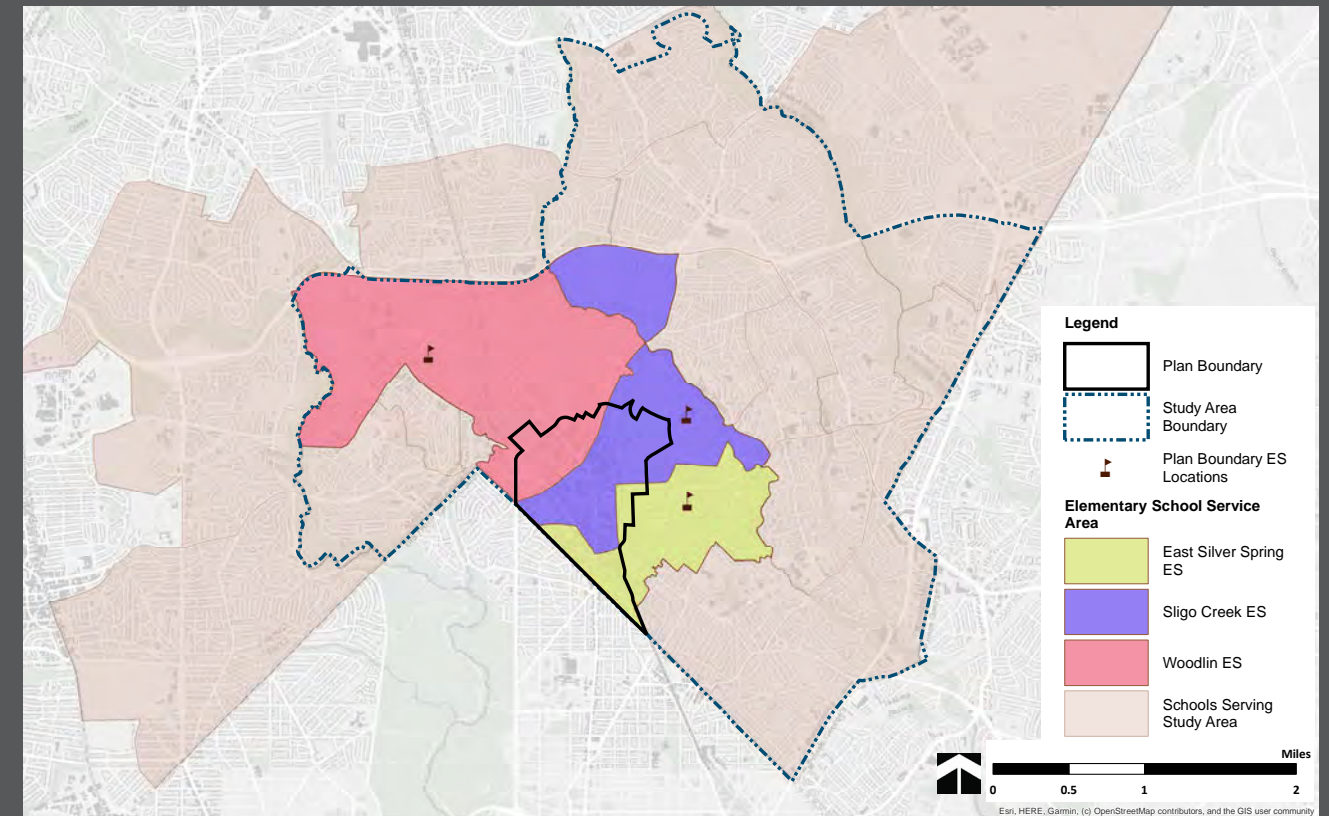 Legend
Plan Boundary
Study Area
Boundary
Plan Boundary ES
Locations
Elementary School Service
Area
East Silver Spring
ES
Sligo Creek ES
Woodlin ES
Schools Serving
Study Area
Miles
0 0.5 1 2
Esri, HERE, Garmin, (c) OpenStreetMap contributors, and the GIS user community